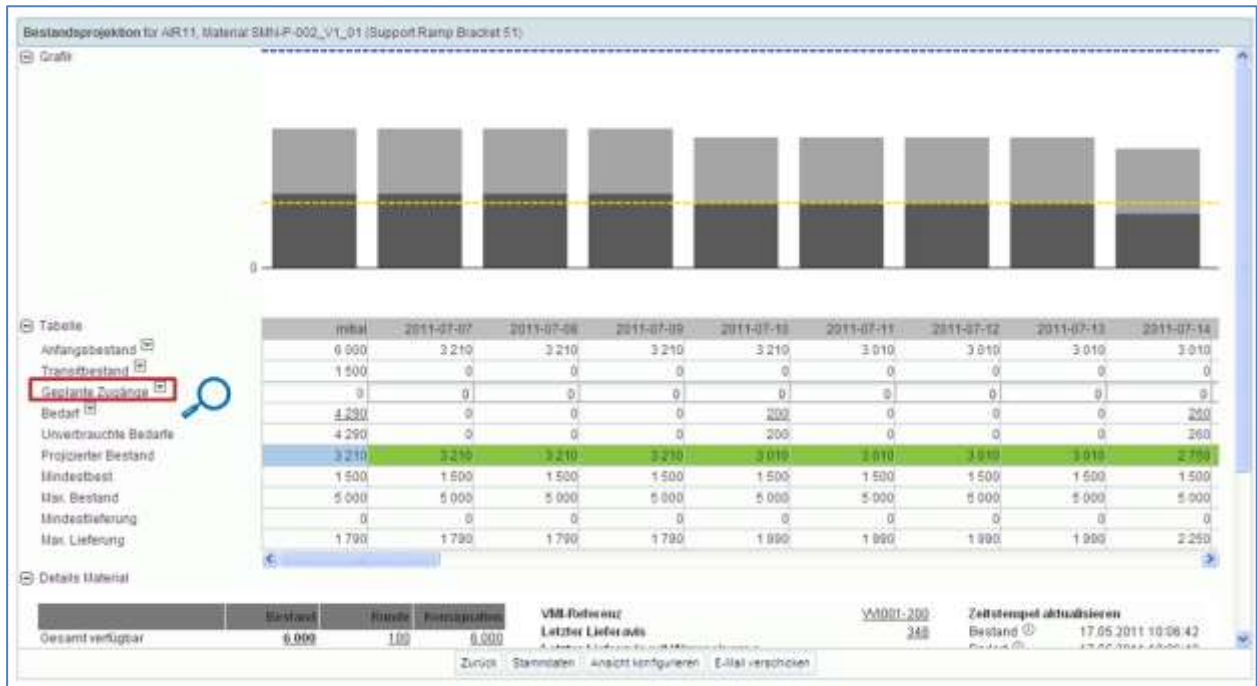 Bestandsprojektion für AIR11, Material SMN-P-002_V1_01 (Support Ramp Bracket 51)
Grafik
0
Tabelle initial 2011-07-07 2011-07-08 2011-07-09 2011-07-10 2011-07-11 2011-07-12 2011-07-13 2011-07-14
Anfangsbestand 6 000 3 210 3 210 3 210 3 210 3 010 3 010 3 010 3 010
Transitbestand 1 500 0 0 0 0 0 0 0 0
Geplante Zugänge 0 0 0 0 0 0 0 0 0
Bedarf 4 290 0 0 0 200 0 0 0 260
Unverbrauchte Bedarfe 4 290 0 0 0 200 0 0 0 260
Projizierter Bestand 3 210 3 210 3 210 3 210 3 010 3 010 3 010 3 010 2 750
Mindestbest 1 500 1 500 1 500 1 500 1 500 1 500 1 500 1 500 1 500
Max. Bestand 5 000 5 000 5 000 5 000 5 000 5 000 5 000 5 000 5 000
Mindestlieferung 0 0 0 0 0 0 0 0 0
Max. Lieferung 1 790 1 790 1 790 1 790 1 990 1 990 1 990 1 990 2 250
Details Material
Bestand Kunde Konsignation VMI-Referenz VM001-200 Zeitstempel aktualisieren
Gesamt verfügbar 6.000 100 6.000 Letzter Lieferavis 348 Bestand 17.05.2011 10:06:42
Zurück Stammdaten Ansicht konfigurieren E-Mail verschicken